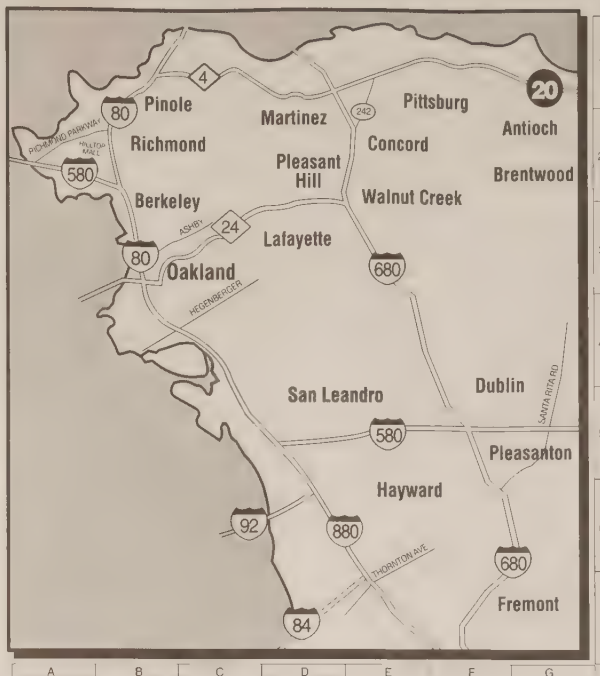 4
20
80
Pinole
Pittsburg
242
Martinez
Antioch
RICHMOND PARKWAY
Richmond
Concord
HILLTOP
MALL
580
Pleasant
Hill
Brentwood
Berkeley
Walnut Creek
ASHBY
24
Lafayette
80
Oakland
680
HEGENBERGER
San Leandro
Dublin
SANTA RITA RD
580
Pleasanton
Hayward
92
880
THORNTON AVE
680
84
Fremont
A B C D E F G